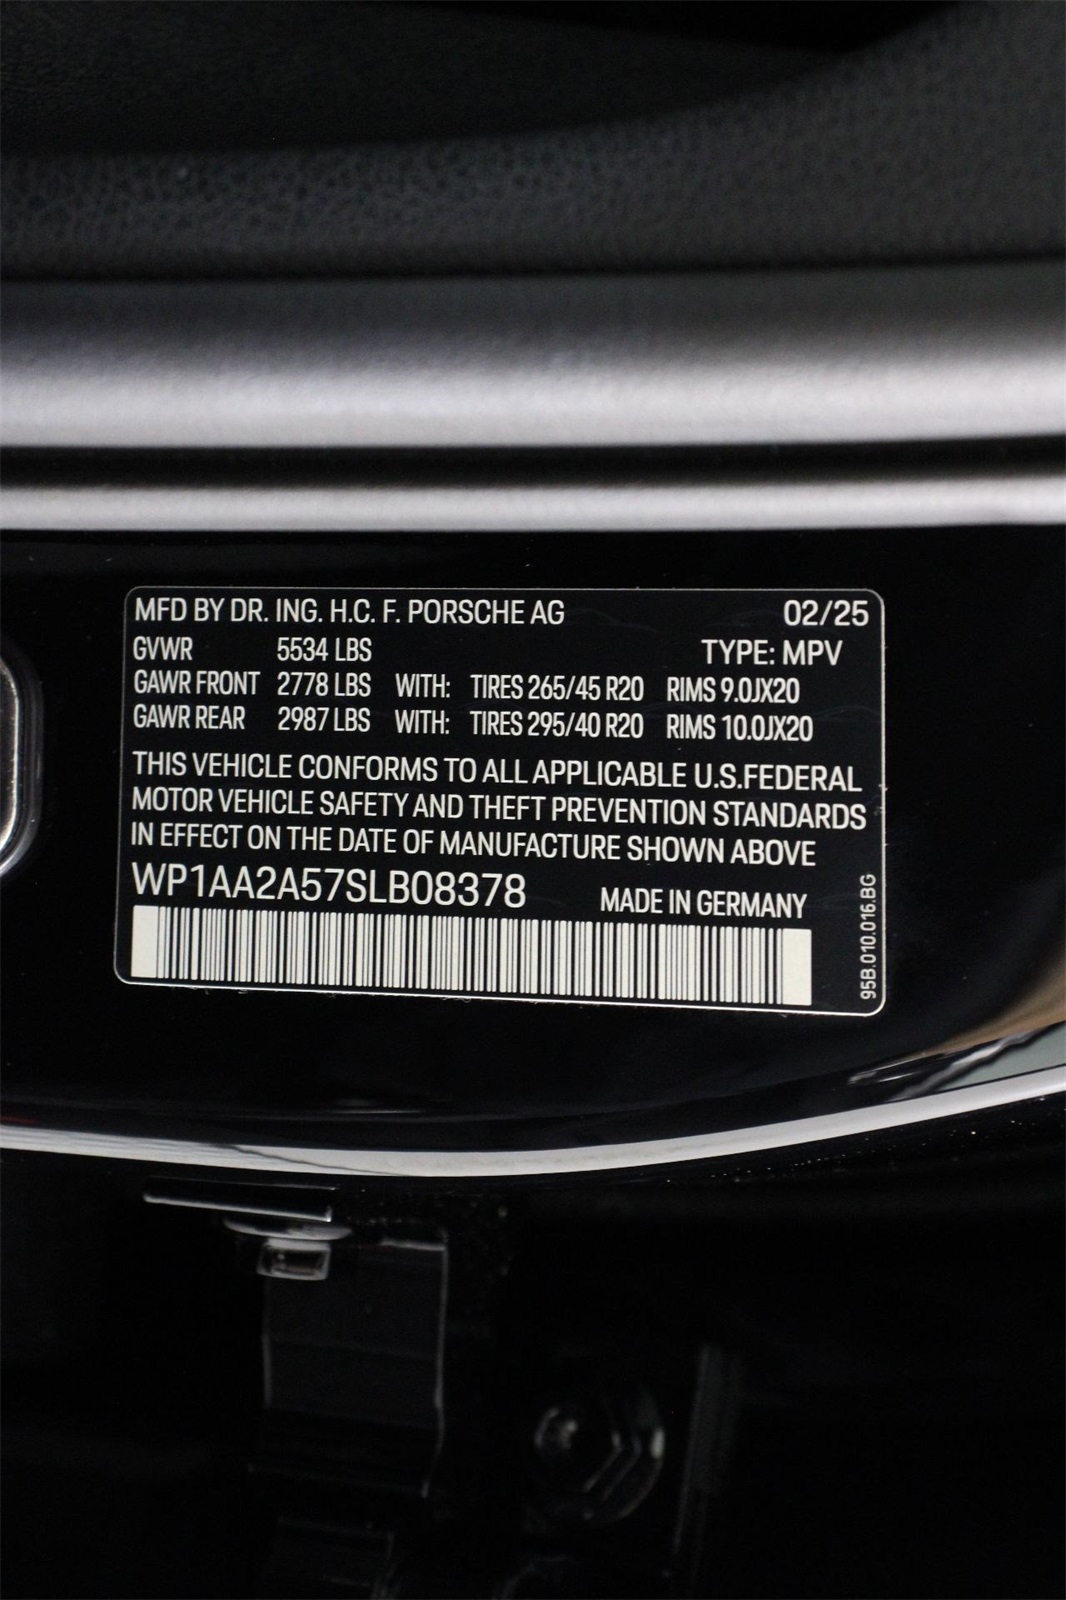 MFD BY DR. ING. H.C. F. PORSCHE AG 02/25
GVWR 5534 LBS TYPE: MPV
GAWR FRONT 2778 LBS WITH: TIRES 265/45 R20 RIMS 9.0JX20
GAWR REAR 2987 LBS WITH: TIRES 295/40 R20 RIMS 10.0JX20
THIS VEHICLE CONFORMS TO ALL APPLICABLE U.S.FEDERAL
MOTOR VEHICLE SAFETY AND THEFT PREVENTION STANDARDS
IN EFFECT ON THE DATE OF MANUFACTURE SHOWN ABOVE
WP1AA2A57SLB08378 MADE IN GERMANY
95B.010.016.BG